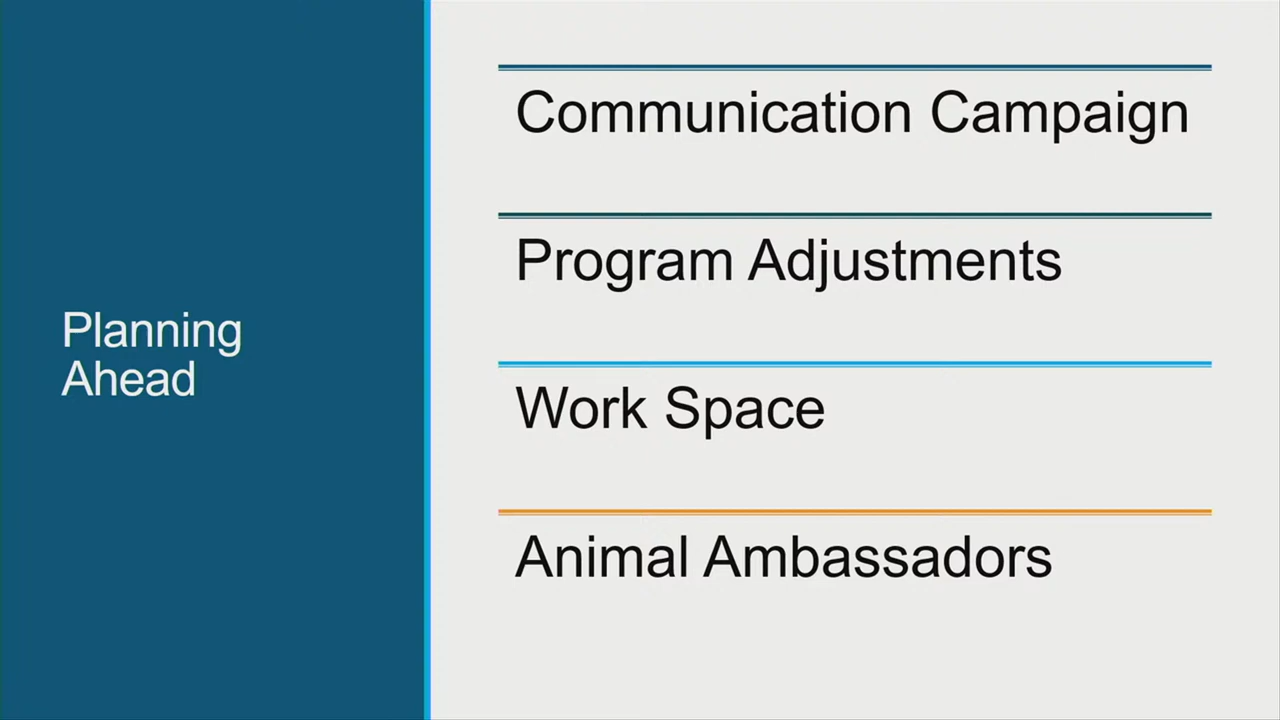 Planning
Ahead
Communication Campaign
Program Adjustments
Work Space
Animal Ambassadors